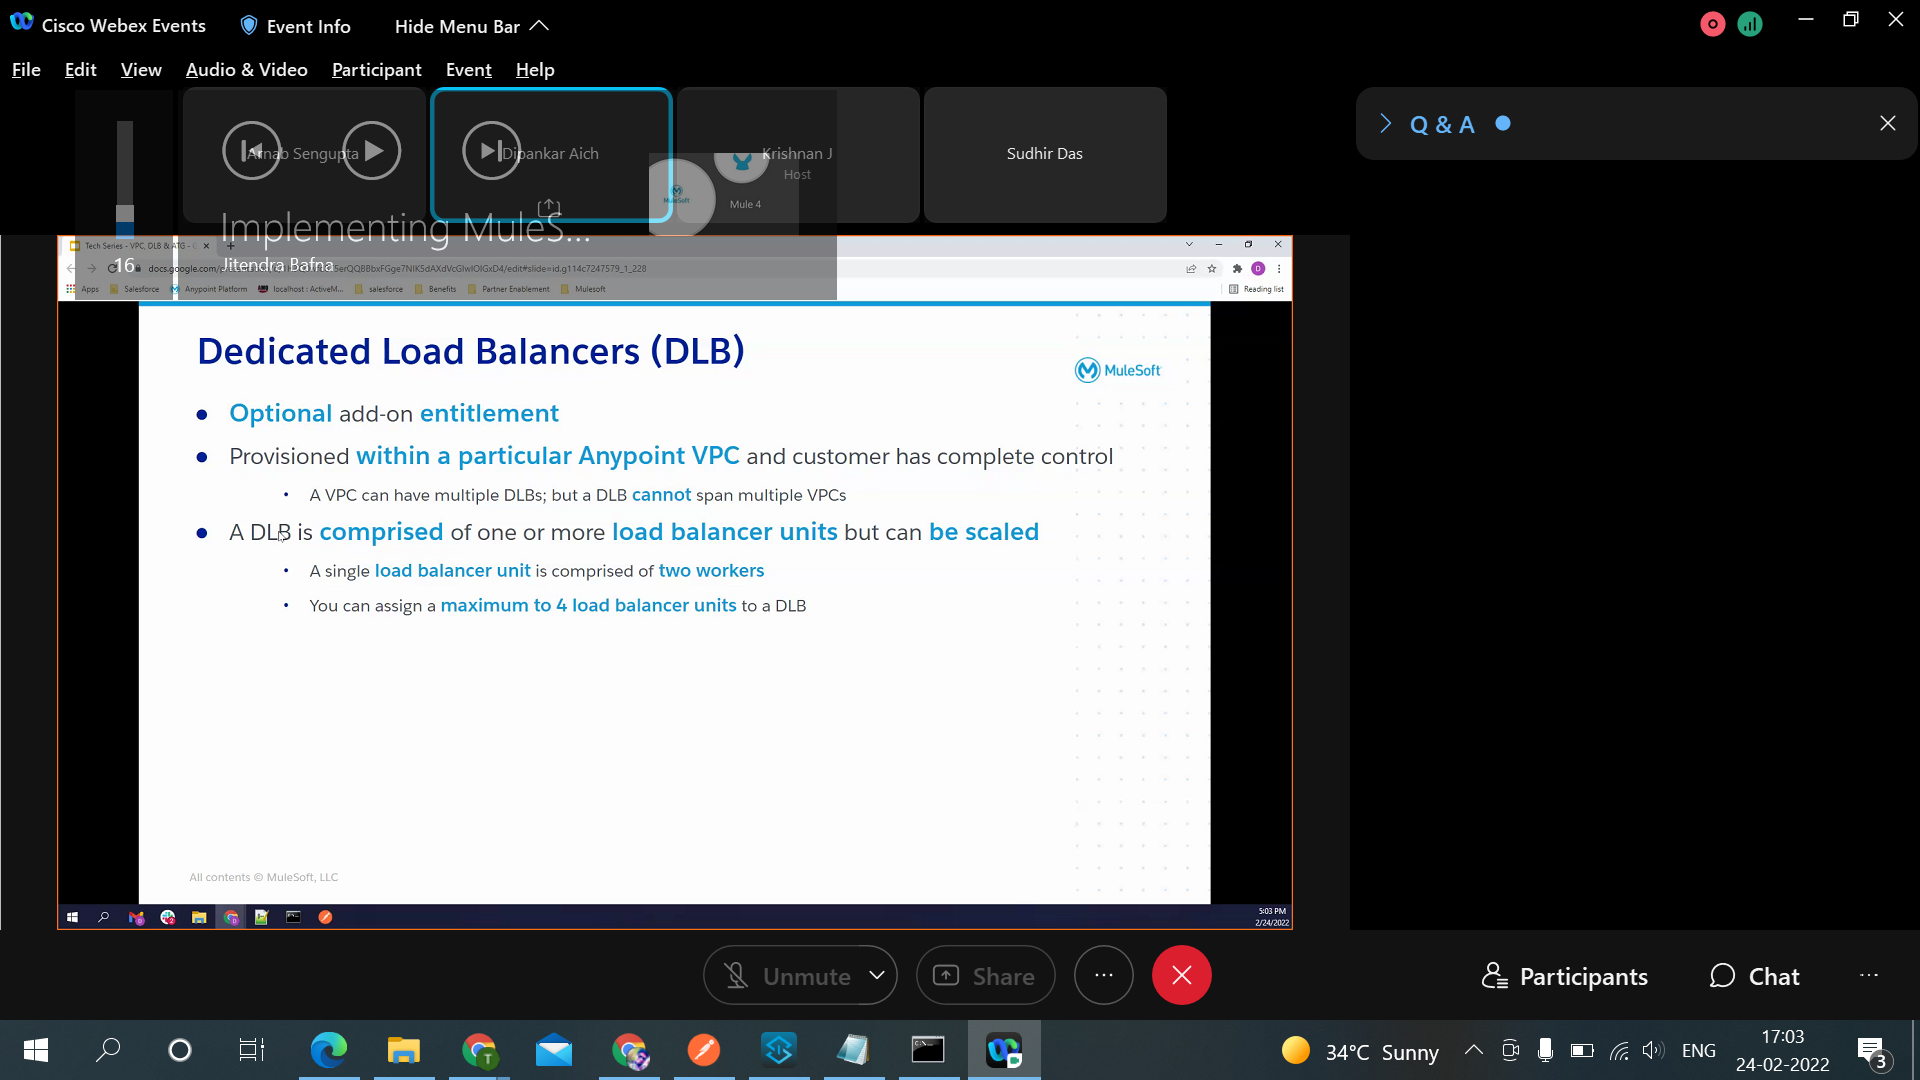 Cisco Webex Events
Event Info
Hide Menu Bar
File Edit View Audio & Video Participant Event Help
Arnab Sengupta
Dipankar Aich
Krishnan J
Host
Sudhir Das
Q & A
MuleSoft
Mule 4
Implementing MuleS...
Jitendra Bafna
16
Tech Series - VPC, DLB & ATG -
docs.google.com/
Apps Salesforce Anypoint Platform localhost : ActiveM... salesforce Benefits Partner Enablement Mulesoft
Reading list
Dedicated Load Balancers (DLB)
MuleSoft
● Optional add-on entitlement
● Provisioned within a particular Anypoint VPC and customer has complete control
• A VPC can have multiple DLBs; but a DLB cannot span multiple VPCs
● A DLB is comprised of one or more load balancer units but can be scaled
• A single load balancer unit is comprised of two workers
• You can assign a maximum to 4 load balancer units to a DLB
All contents © MuleSoft, LLC
5:03 PM
2/24/2022
Unmute
Share
Participants
Chat
34°C Sunny
ENG
17:03
24-02-2022
3